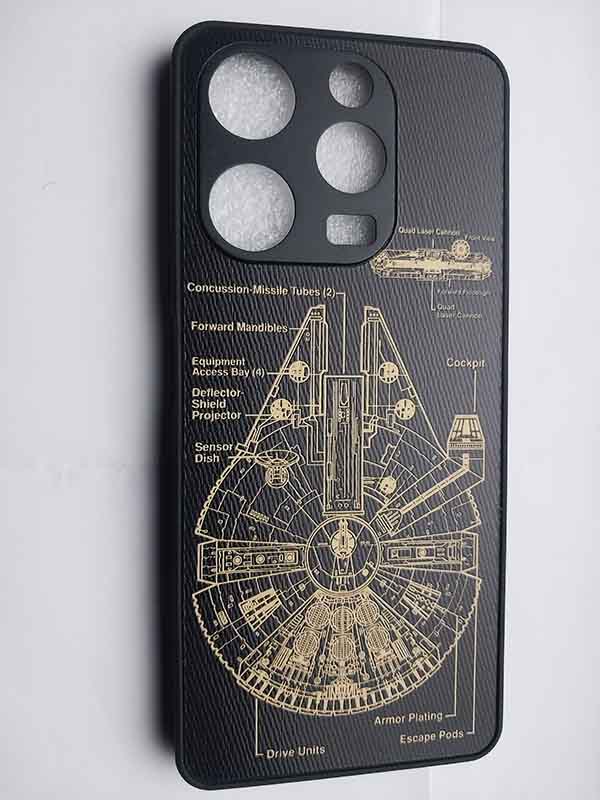 Quad Laser Cannon
Front View
Forward Floodlight
Quad
Laser Cannon
Concussion-Missile Tubes (2)
Forward Mandibles
Equipment
Access Bay (4)
Cockpit
Deflector-
Shield
Projector
Sensor
Dish
Armor Plating
Escape Pods
Drive Units